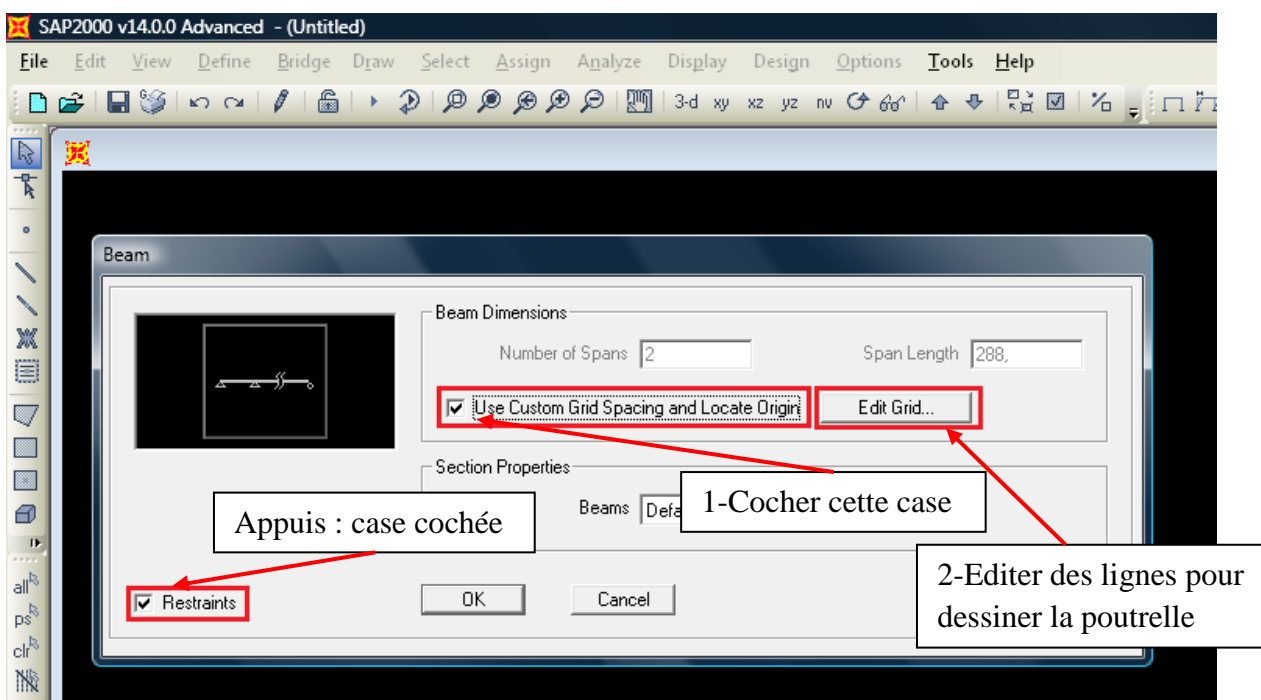 SAP2000 v14.0.0 Advanced - (Untitled)
File Edit View Define Bridge Draw Select Assign Analyze Display Design Options Tools Help
3-d xy xz yz nv
Beam
Beam Dimensions
Number of Spans 2 Span Length 288,
Use Custom Grid Spacing and Locate Origin Edit Grid...
Section Properties
Beams Defa
1-Cocher cette case
Appuis : case cochée
2-Editer des lignes pour
dessiner la poutrelle
Restraints OK Cancel
all
ps
clr